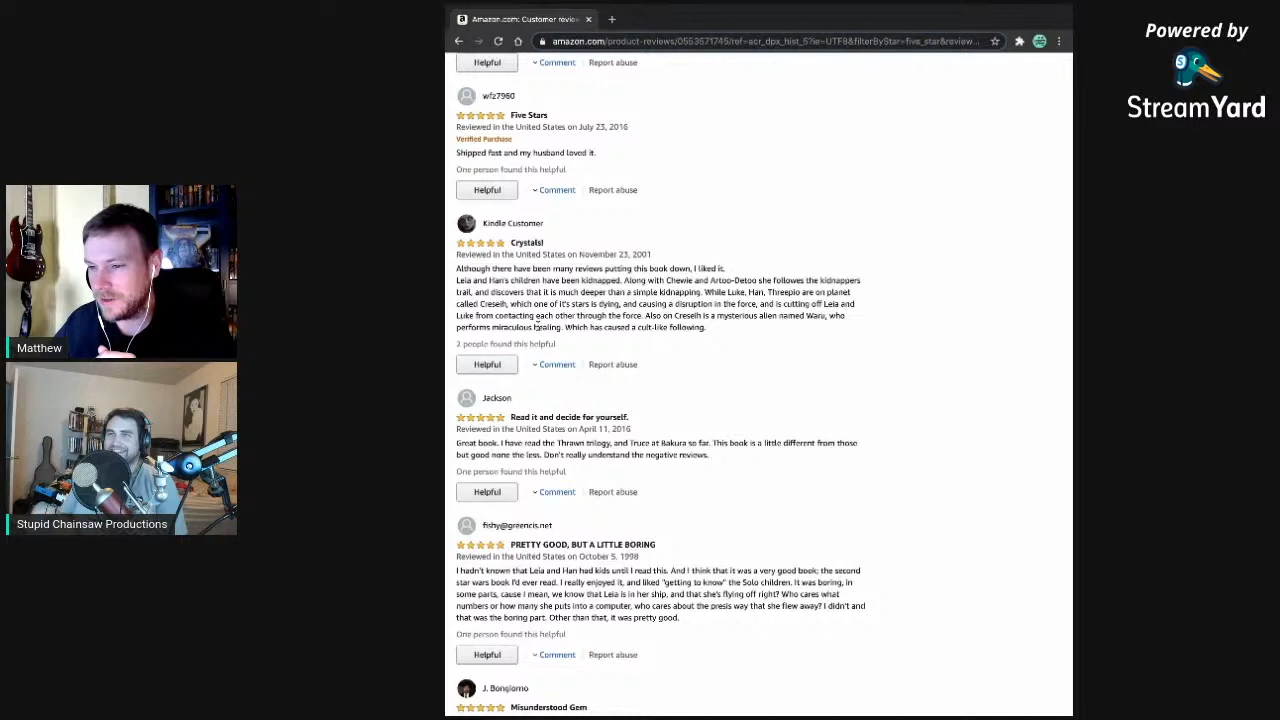 Amazon.com: Customer review
amazon.com/product-reviews/0553571745/ref=acr_dpx_hist_5?ie=UTF8&filterByStar=five_star&review...
Powered by
StreamYard
Helpful
Comment
Report abuse
wfz7960
Five Stars
Reviewed in the United States on July 23, 2016
Verified Purchase
Shipped fast and my husband loved it.
One person found this helpful
Helpful
Comment
Report abuse
Kindle Customer
Crystals!
Reviewed in the United States on November 23, 2001
Although there have been many reviews putting this book down, I liked it.
Leia and Han's children have been kidnapped. Along with Chewie and Artoo-Detoo she followes the kidnappers
trail, and discovers that it is much deeper than a simple kidnapping. While Luke, Han, Threepio are on planet
called Creseih, which one of it's stars is dying, and causing a disruption in the force, and is cutting off Leia and
Luke from contacting each other through the force. Also on Creseih is a mysterious alien named Waru, who
performs miraculous healing. Which has caused a cult-like following.
2 people found this helpful
Helpful
Comment
Report abuse
Jackson
Read it and decide for yourself.
Reviewed in the United States on April 11, 2016
Great book. I have read the Thrawn trilogy, and Truce at Bakura so far. This book is a little different from those
but good none the less. Don't really understand the negative reviews.
One person found this helpful
Helpful
Comment
Report abuse
fisby@greencis.net
PRETTY GOOD, BUT A LITTLE BORING
Reviewed in the United States on October 5, 1998
I hadn't known that Leia and Han had kids until I read this. And I think that it was a very good book; the second
star wars book I'd ever read. I really enjoyed it, and liked "getting to know" the Solo children. It was boring, in
some parts, cause I mean, we know that Leia is in her ship, and that she's flying off right? Who cares what
numbers or how many she puts into a computer, who cares about the presis way that she flew away? I didn't and
that was the boring part. Other than that, it was pretty good.
One person found this helpful
Helpful
Comment
Report abuse
J. Bongiorno
Misunderstood Gem
Matthew
Stupid Chainsaw Productions